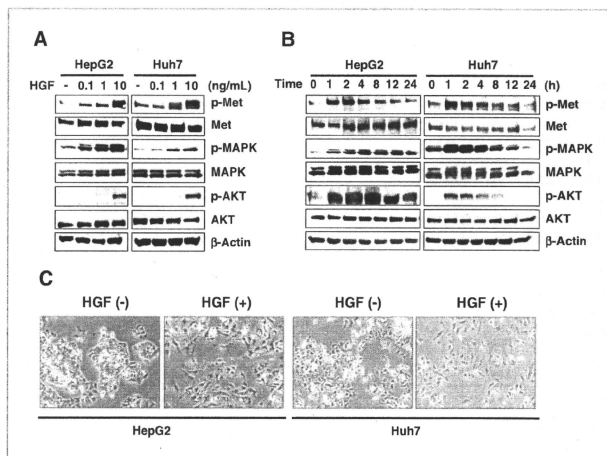 A
HepG2 Huh7
HGF - 0.1 1 10 - 0.1 1 10 (ng/mL)
p-Met
Met
p-MAPK
MAPK
p-AKT
AKT
β-Actin
B
HepG2 Huh7
Time 0 1 2 4 8 12 24 0 1 2 4 8 12 24 (h)
p-Met
Met
p-MAPK
MAPK
p-AKT
AKT
β-Actin
C
HGF (-) HGF (+) HGF (-) HGF (+)
HepG2 Huh7